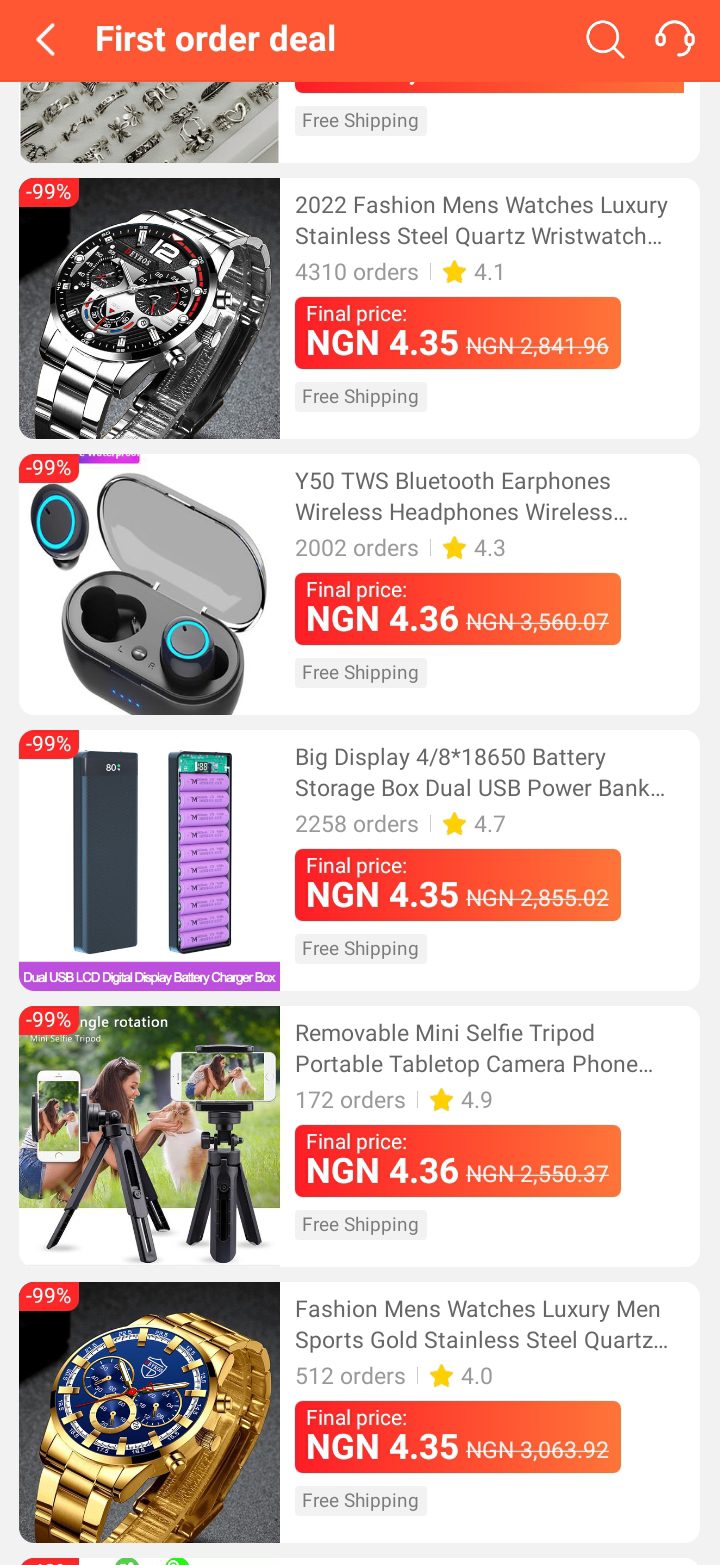 First order deal
Free Shipping
-99%
2022 Fashion Mens Watches Luxury
Stainless Steel Quartz Wristwatch...
4310 orders
4.1
Final price:
NGN 4.35 NGN 2,841.96
Free Shipping
-99%
Y50 TWS Bluetooth Earphones
Wireless Headphones Wireless...
2002 orders
4.3
Final price:
NGN 4.36 NGN 3,560.07
Free Shipping
-99%
80
Dual USB LCD Digital Display Battery Charger Box
Big Display 4/8*18650 Battery
Storage Box Dual USB Power Bank...
2258 orders
4.7
Final price:
NGN 4.35 NGN 2,855.02
Free Shipping
-99%
ngle rotation
Mini Selfie Tripod
Removable Mini Selfie Tripod
Portable Tabletop Camera Phone...
172 orders
4.9
Final price:
NGN 4.36 NGN 2,550.37
Free Shipping
-99%
Fashion Mens Watches Luxury Men
Sports Gold Stainless Steel Quartz...
512 orders
4.0
Final price:
NGN 4.35 NGN 3,063.92
Free Shipping